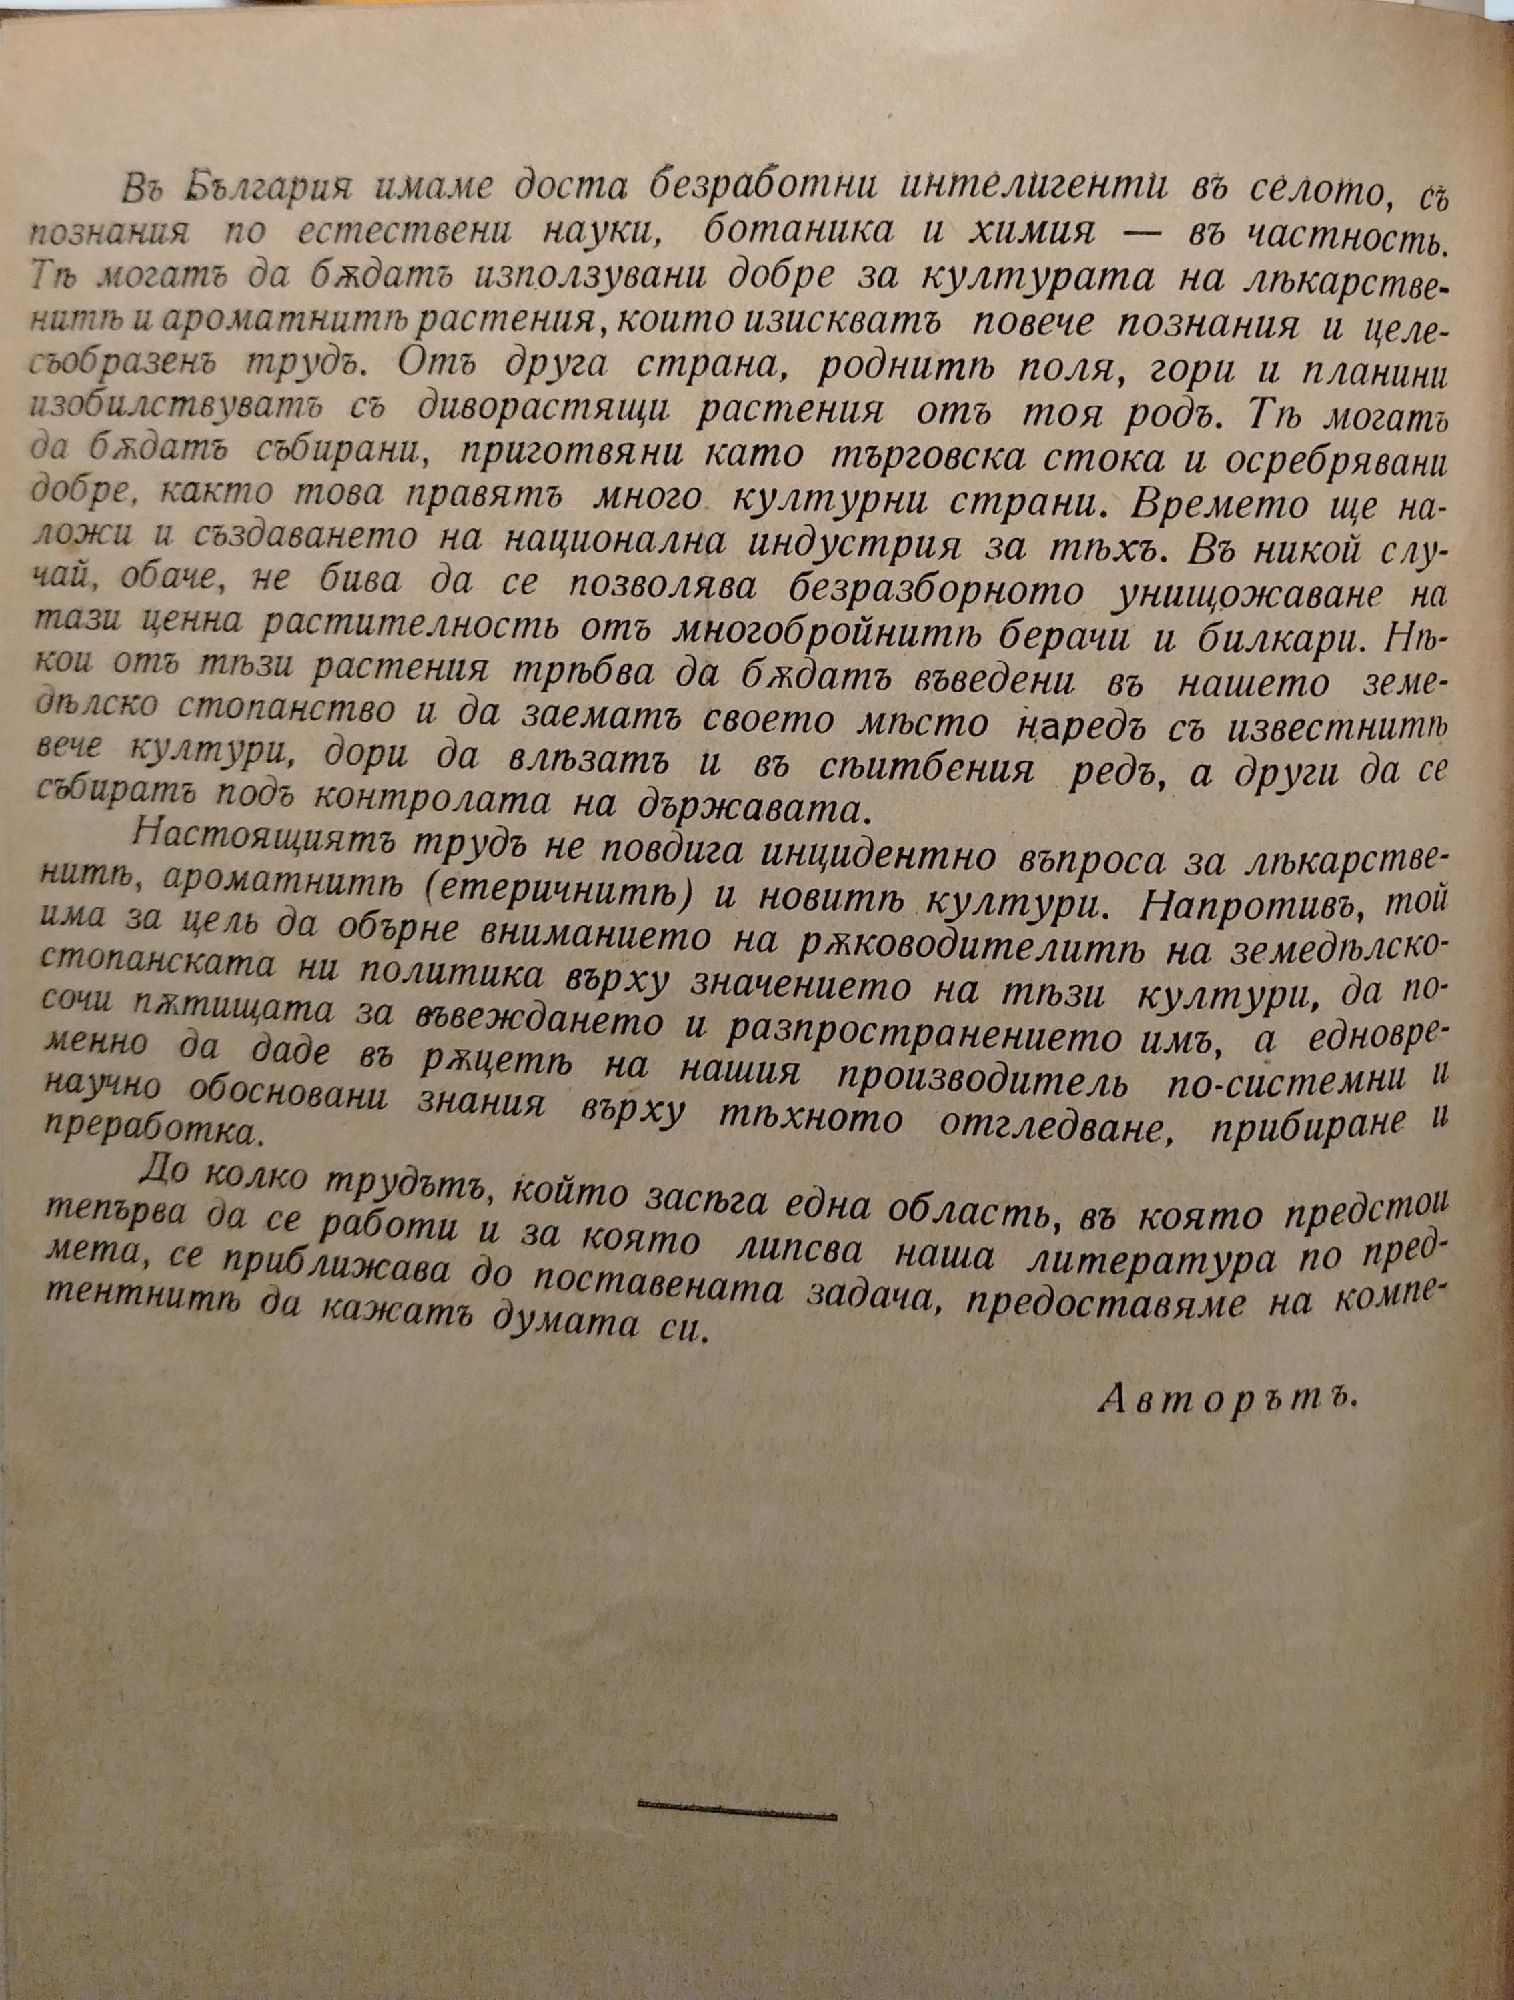 Въ България имаме доста безработни интелигенти въ селото, съ
познания по естествени науки, ботаника и химия — въ частность.
Тѣ могатъ да бѫдатъ използувани добре за културата на лѣкарстве-
нитѣ и ароматнитѣ растения, които изискватъ повече познания и целе-
съобразенъ трудъ. Отъ друга страна, роднитѣ поля, гори и планини
изобилствуватъ съ диворастящи растения отъ тоя родъ. Тѣ могатъ
да бѫдатъ събирани, приготвяни като търговска стока и осребрявани
добре, както това правятъ много културни страни. Времето ще на-
ложи и създаването на национална индустрия за тѣхъ. Въ никой слу-
чай, обаче, не бива да се позволява безразборното унищожаване на
тази ценна растителность отъ многобройнитѣ берачи и билкари. Нѣ-
кои отъ тѣзи растения трѣбва да бѫдатъ въведени въ нашето земе-
дѣлско стопанство и да заематъ своето мѣсто наредъ съ известнитѣ
вече култури, дори да влѣзатъ и въ сѣитбения редъ, а други да се
събиратъ подъ контролата на държавата.
Настоящиятъ трудъ не повдига инцидентно въпроса за лѣкарстве-
нитѣ, ароматнитѣ (етеричнитѣ) и новитѣ култури. Напротивъ, той
има за цель да обърне вниманието на рѫководителитѣ на земедѣлско-
стопанската ни политика върху значението на тѣзи култури, да по-
сочи пѫтищата за въвеждането и разпространението имъ, а едновре-
менно да даде въ рѫцетѣ на нашия производитель по-системни и
научно обосновани знания върху тѣхното отгледване, прибиране и
преработка.
До колко трудътъ, който засѣга една область, въ която предстои
тепърва да се работи и за която липсва наша литература по пред-
мета, се приближава до поставената задача, предоставяме на компе-
тентнитѣ да кажатъ думата си.
Авторътъ.